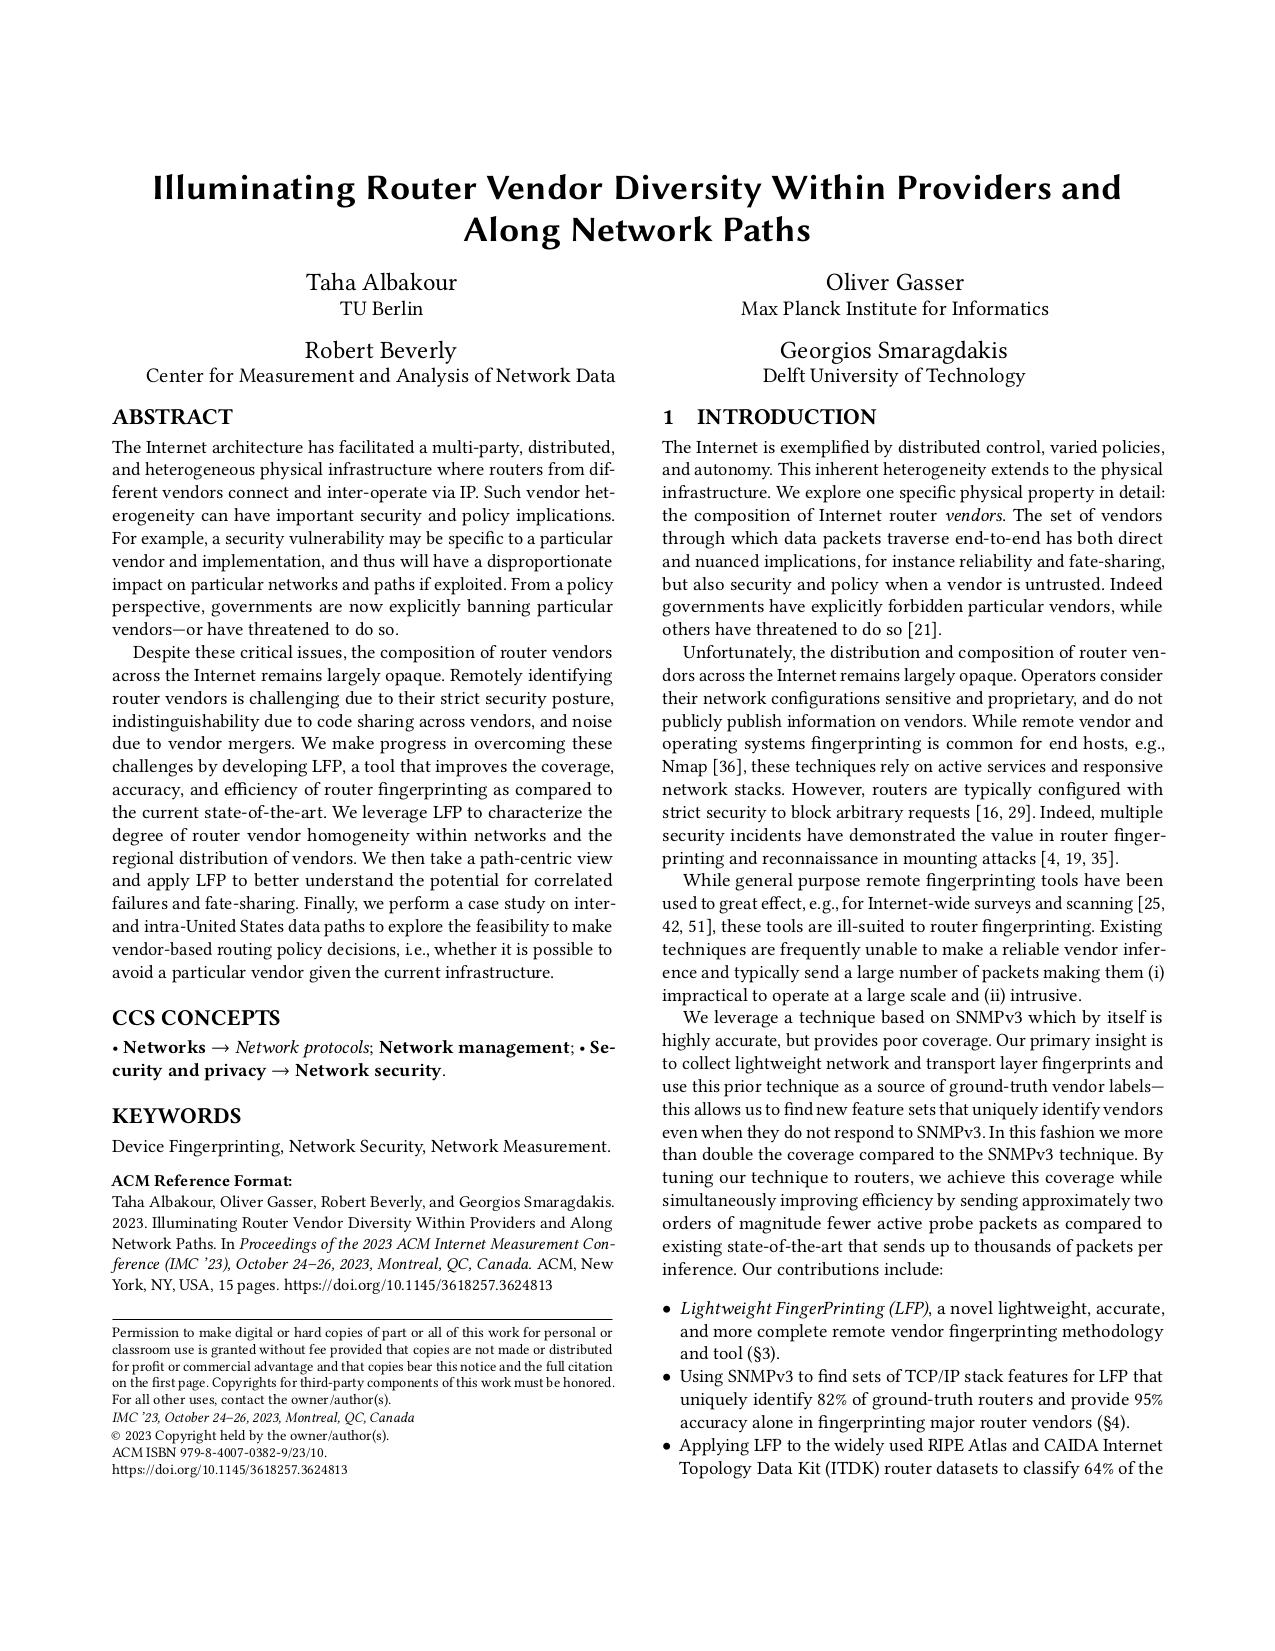 Illuminating Router Vendor Diversity Within Providers and
Along Network Paths
Taha Albakour
TU Berlin
Oliver Gasser
Max Planck Institute for Informatics
Robert Beverly
Center for Measurement and Analysis of Network Data
Georgios Smaragdakis
Delft University of Technology
ABSTRACT
The Internet architecture has facilitated a multi-party, distributed,
and heterogeneous physical infrastructure where routers from dif-
ferent vendors connect and inter-operate via IP. Such vendor het-
erogeneity can have important security and policy implications.
For example, a security vulnerability may be specific to a particular
vendor and implementation, and thus will have a disproportionate
impact on particular networks and paths if exploited. From a policy
perspective, governments are now explicitly banning particular
vendors—or have threatened to do so.
Despite these critical issues, the composition of router vendors
across the Internet remains largely opaque. Remotely identifying
router vendors is challenging due to their strict security posture,
indistinguishability due to code sharing across vendors, and noise
due to vendor mergers. We make progress in overcoming these
challenges by developing LFP, a tool that improves the coverage,
accuracy, and efficiency of router fingerprinting as compared to
the current state-of-the-art. We leverage LFP to characterize the
degree of router vendor homogeneity within networks and the
regional distribution of vendors. We then take a path-centric view
and apply LFP to better understand the potential for correlated
failures and fate-sharing. Finally, we perform a case study on inter-
and intra-United States data paths to explore the feasibility to make
vendor-based routing policy decisions, i.e., whether it is possible to
avoid a particular vendor given the current infrastructure.
CCS CONCEPTS
• Networks → Network protocols; Network management; • Se-
curity and privacy → Network security.
KEYWORDS
Device Fingerprinting, Network Security, Network Measurement.
ACM Reference Format:
Taha Albakour, Oliver Gasser, Robert Beverly, and Georgios Smaragdakis.
2023. Illuminating Router Vendor Diversity Within Providers and Along
Network Paths. In Proceedings of the 2023 ACM Internet Measurement Con-
ference (IMC ’23), October 24–26, 2023, Montreal, QC, Canada. ACM, New
York, NY, USA, 15 pages. https://doi.org/10.1145/3618257.3624813
Permission to make digital or hard copies of part or all of this work for personal or
classroom use is granted without fee provided that copies are not made or distributed
for profit or commercial advantage and that copies bear this notice and the full citation
on the first page. Copyrights for third-party components of this work must be honored.
For all other uses, contact the owner/author(s).
IMC ’23, October 24–26, 2023, Montreal, QC, Canada
© 2023 Copyright held by the owner/author(s).
ACM ISBN 979-8-4007-0382-9/23/10.
https://doi.org/10.1145/3618257.3624813
1 INTRODUCTION
The Internet is exemplified by distributed control, varied policies,
and autonomy. This inherent heterogeneity extends to the physical
infrastructure. We explore one specific physical property in detail:
the composition of Internet router vendors. The set of vendors
through which data packets traverse end-to-end has both direct
and nuanced implications, for instance reliability and fate-sharing,
but also security and policy when a vendor is untrusted. Indeed
governments have explicitly forbidden particular vendors, while
others have threatened to do so [21].
Unfortunately, the distribution and composition of router ven-
dors across the Internet remains largely opaque. Operators consider
their network configurations sensitive and proprietary, and do not
publicly publish information on vendors. While remote vendor and
operating systems fingerprinting is common for end hosts, e.g.,
Nmap [36], these techniques rely on active services and responsive
network stacks. However, routers are typically configured with
strict security to block arbitrary requests [16, 29]. Indeed, multiple
security incidents have demonstrated the value in router finger-
printing and reconnaissance in mounting attacks [4, 19, 35].
While general purpose remote fingerprinting tools have been
used to great effect, e.g., for Internet-wide surveys and scanning [25,
42, 51], these tools are ill-suited to router fingerprinting. Existing
techniques are frequently unable to make a reliable vendor infer-
ence and typically send a large number of packets making them (i)
impractical to operate at a large scale and (ii) intrusive.
We leverage a technique based on SNMPv3 which by itself is
highly accurate, but provides poor coverage. Our primary insight is
to collect lightweight network and transport layer fingerprints and
use this prior technique as a source of ground-truth vendor labels—
this allows us to find new feature sets that uniquely identify vendors
even when they do not respond to SNMPv3. In this fashion we more
than double the coverage compared to the SNMPv3 technique. By
tuning our technique to routers, we achieve this coverage while
simultaneously improving efficiency by sending approximately two
orders of magnitude fewer active probe packets as compared to
existing state-of-the-art that sends up to thousands of packets per
inference. Our contributions include:
• Lightweight FingerPrinting (LFP), a novel lightweight, accurate,
and more complete remote vendor fingerprinting methodology
and tool (§3).
• Using SNMPv3 to find sets of TCP/IP stack features for LFP that
uniquely identify 82% of ground-truth routers and provide 95%
accuracy alone in fingerprinting major router vendors (§4).
• Applying LFP to the widely used RIPE Atlas and CAIDA Internet
Topology Data Kit (ITDK) router datasets to classify 64% of the